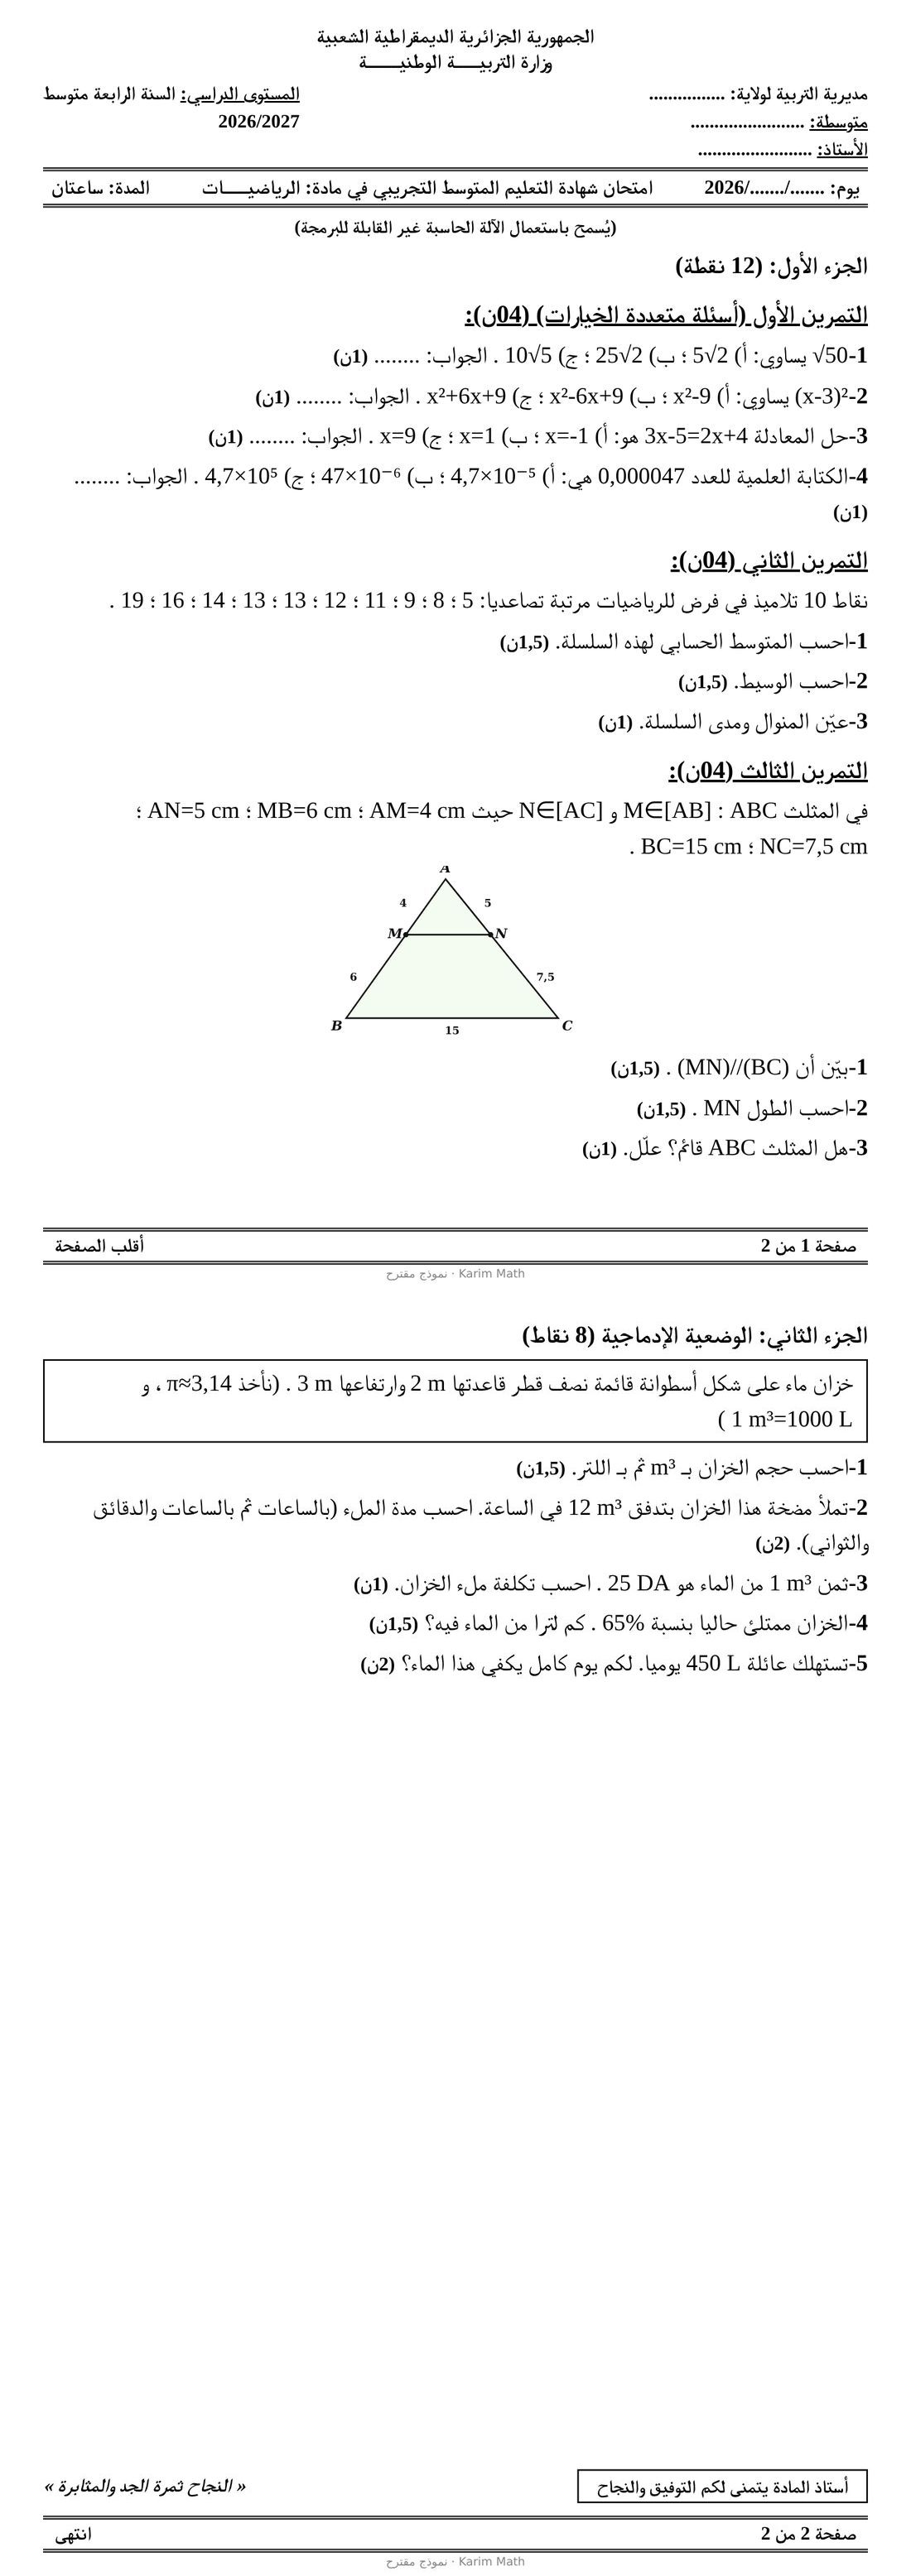 الجمهورية الجزائرية الديمقراطية الشعبية
وزارة التربيـــــة الوطنيـــــــة
مديرية التربية لولاية: ................
المستوى الدراسي: السنة الرابعة متوسط
متوسطة: ........................
2026/2027
الأستاذ: ........................
يوم: ......./......./2026
امتحان شهادة التعليم المتوسط التجريبي في مادة: الرياضيـــــات
المدة: ساعتان
(يُسمح باستعمال الآلة الحاسبة غير القابلة للبرمجة)
الجزء الأول: (12 نقطة)
التمرين الأول (أسئلة متعددة الخيارات) (04ن):
1-√50 يساوي: أ) 5√2 ؛ ب) 25√2 ؛ ج) 10√5 . الجواب: ........ (1ن)
2-(x-3)² يساوي: أ) x²-9 ؛ ب) x²-6x+9 ؛ ج) x²+6x+9 . الجواب: ........ (1ن)
3-حل المعادلة 3x-5=2x+4 هو: أ) x=-1 ؛ ب) x=1 ؛ ج) x=9 . الجواب: ........ (1ن)
4-الكتابة العلمية للعدد 0,000047 هي: أ) 4,7×10⁻⁵ ؛ ب) 47×10⁻⁶ ؛ ج) 4,7×10⁵ . الجواب: ........
(1ن)
التمرين الثاني (04ن):
نقاط 10 تلاميذ في فرض للرياضيات مرتبة تصاعديا: 5 ؛ 8 ؛ 9 ؛ 11 ؛ 12 ؛ 13 ؛ 13 ؛ 14 ؛ 16 ؛ 19 .
1-احسب المتوسط الحسابي لهذه السلسلة. (1,5ن)
2-احسب الوسيط. (1,5ن)
3-عيّن المنوال ومدى السلسلة. (1ن)
التمرين الثالث (04ن):
في المثلث ABC : M∈[AB] و N∈[AC] حيث AM=4 cm ؛ MB=6 cm ؛ AN=5 cm ؛
NC=7,5 cm ؛ BC=15 cm .
A
4
5
M
N
6
7,5
B
C
15
1-بيّن أن (MN)//(BC) . (1,5ن)
2-احسب الطول MN . (1,5ن)
3-هل المثلث ABC قائم؟ علّل. (1ن)
صفحة 1 من 2
أقلب الصفحة
نموذج مقترح · Karim Math
الجزء الثاني: الوضعية الإدماجية (8 نقاط)
خزان ماء على شكل أسطوانة قائمة نصف قطر قاعدتها 2 m وارتفاعها 3 m . (نأخذ π≈3,14 ، و
1 m³=1000 L )
1-احسب حجم الخزان بـ m³ ثم بـ اللتر. (1,5ن)
2-تملأ مضخة هذا الخزان بتدفق 12 m³ في الساعة. احسب مدة الملء (بالساعات ثم بالساعات والدقائق
والثواني). (2ن)
3-ثمن 1 m³ من الماء هو 25 DA . احسب تكلفة ملء الخزان. (1ن)
4-الخزان ممتلئ حاليا بنسبة 65% . كم لترا من الماء فيه؟ (1,5ن)
5-تستهلك عائلة 450 L يوميا. لكم يوم كامل يكفي هذا الماء؟ (2ن)
أستاذ المادة يتمنى لكم التوفيق والنجاح
« النجاح ثمرة الجد والمثابرة »
صفحة 2 من 2
انتهى
نموذج مقترح · Karim Math